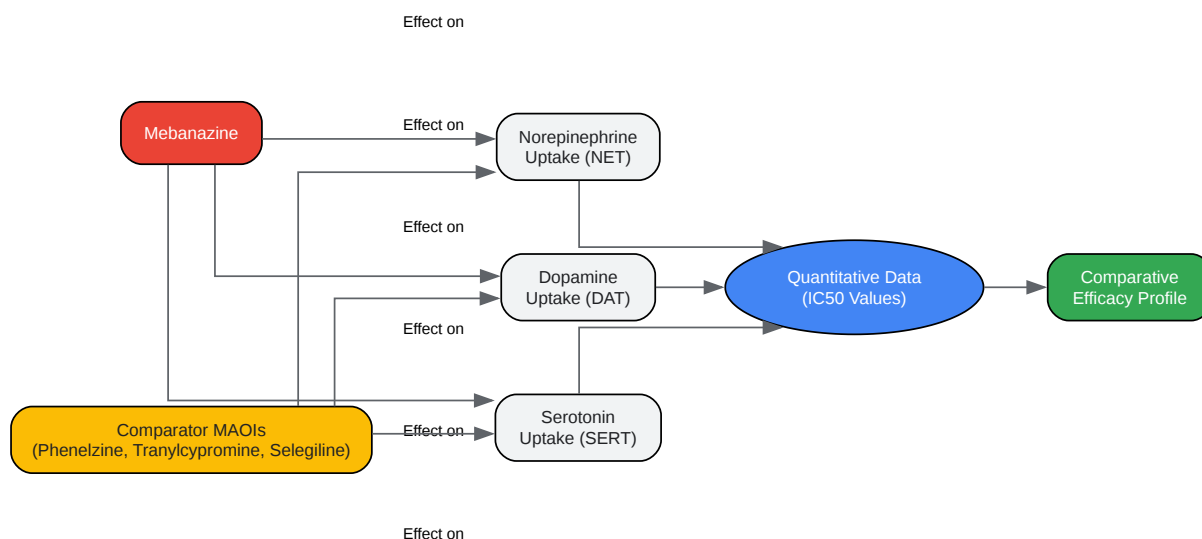 Effect on
Effect on
Mebanazine
Norepinephrine
Uptake (NET)
Effect on
Dopamine
Uptake (DAT)
Quantitative Data
(IC50 Values)
Comparative
Efficacy Profile
Effect on
Comparator MAOIs
(Phenelzine, Tranylcypromine, Selegiline)
Effect on
Serotonin
Uptake (SERT)
Effect on